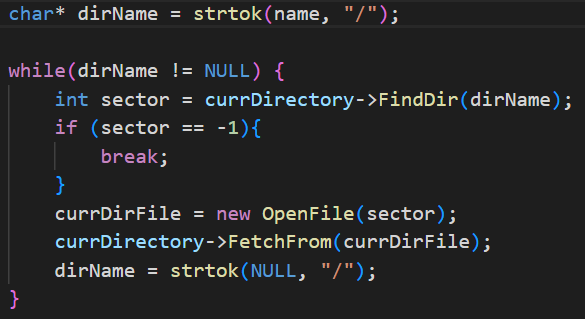 char* dirName = strtok(name, "/");
while(dirName != NULL) {
    int sector = currDirectory->FindDir(dirName);
    if (sector == -1){
        break;
    }
    currDirFile = new OpenFile(sector);
    currDirectory->FetchFrom(currDirFile);
    dirName = strtok(NULL, "/");
}